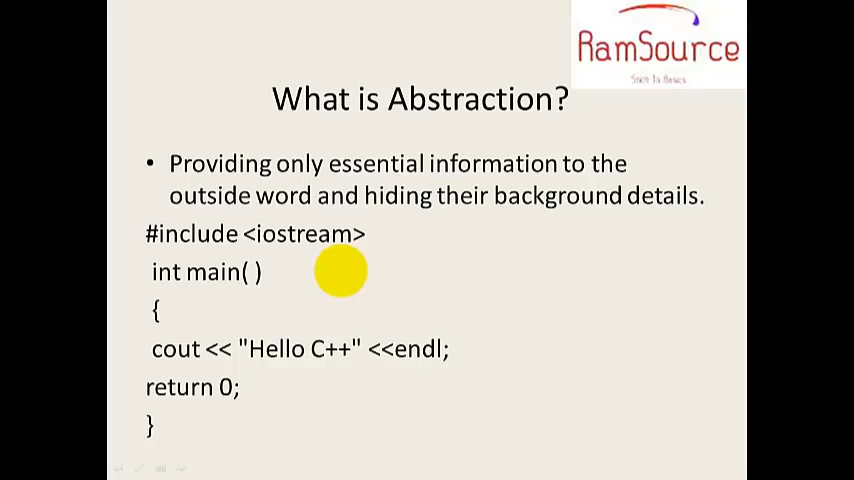 RamSource
What is Abstraction?
• Providing only essential information to the
outside word and hiding their background details.
#include <iostream>
int main( )
{
cout << "Hello C++" <<endl;
return 0;
}